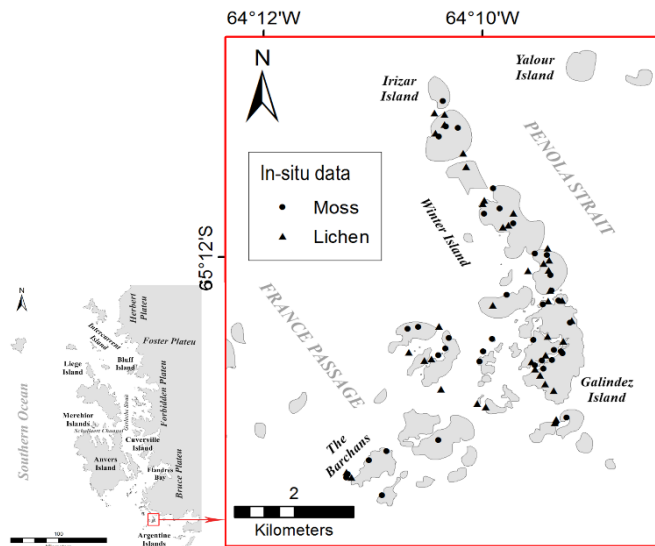 64°12'W
64°10'W
65°12'S
N
In-situ data
Moss
Lichen
Irizar
Island
Yalour
Island
PENOLA STRAIT
Winter Island
FRANCE PASSAGE
Galindez
Island
The
Barchans
2
Kilometers
N
Southern Ocean
Herbert
Plateu
Intercurrent
Island
Foster Plateu
Liege
Island
Bluff
Island
Forbidden Plateu
Merchior
Islands
Cuverville
Island
Anvers
Island
Flandres
Bay
Bruce Plateu
100
Argentine
Islands